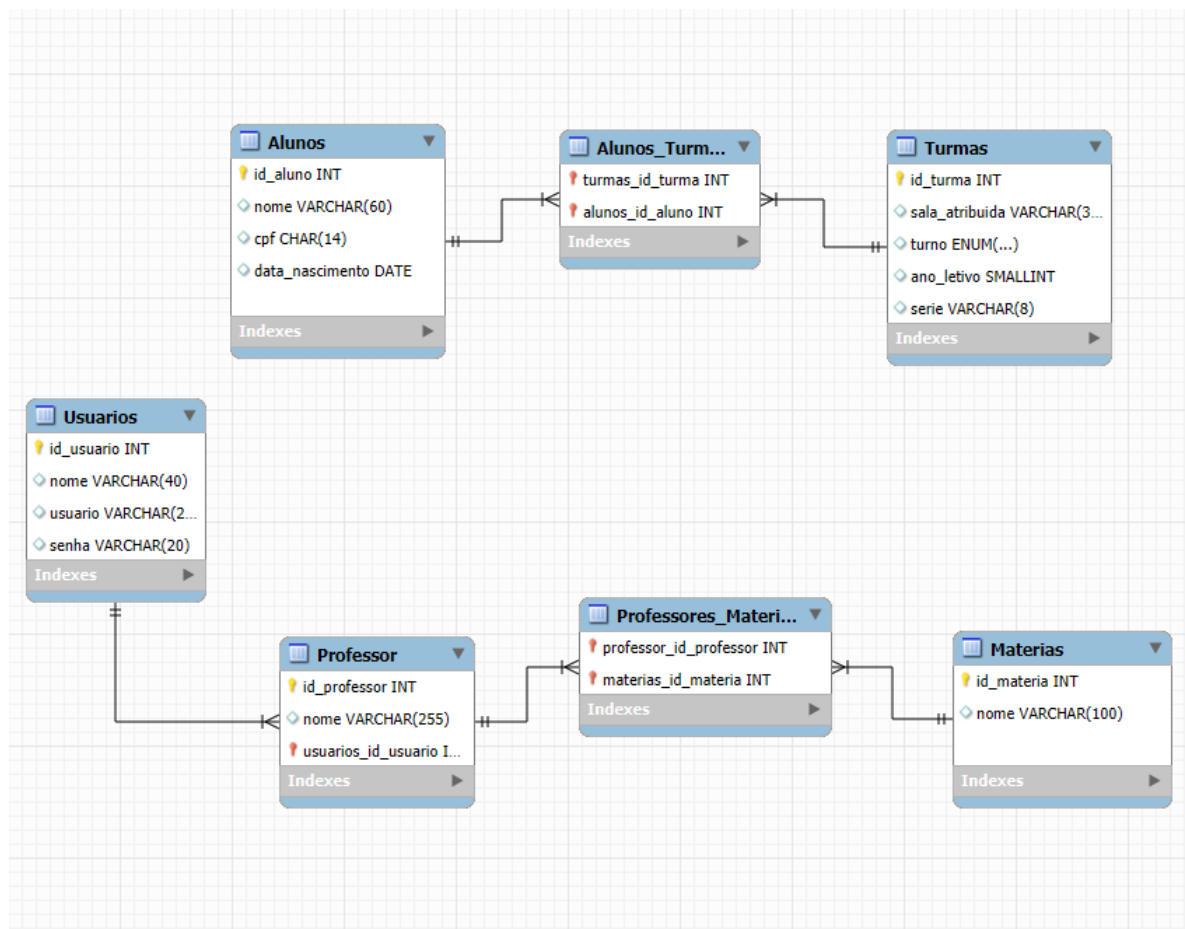 Alunos
id_aluno INT
nome VARCHAR(60)
cpf CHAR(14)
data_nascimento DATE
Indexes
Alunos_Turm...
turmas_id_turma INT
alunos_id_aluno INT
Indexes
Turmas
id_turma INT
sala_atribuida VARCHAR(3...
turno ENUM(...)
ano_letivo SMALLINT
serie VARCHAR(8)
Indexes
Usuarios
id_usuario INT
nome VARCHAR(40)
usuario VARCHAR(2...
senha VARCHAR(20)
Indexes
Professor
id_professor INT
nome VARCHAR(255)
usuarios_id_usuario I...
Indexes
Professores_Materi...
professor_id_professor INT
materias_id_materia INT
Indexes
Materias
id_materia INT
nome VARCHAR(100)
Indexes